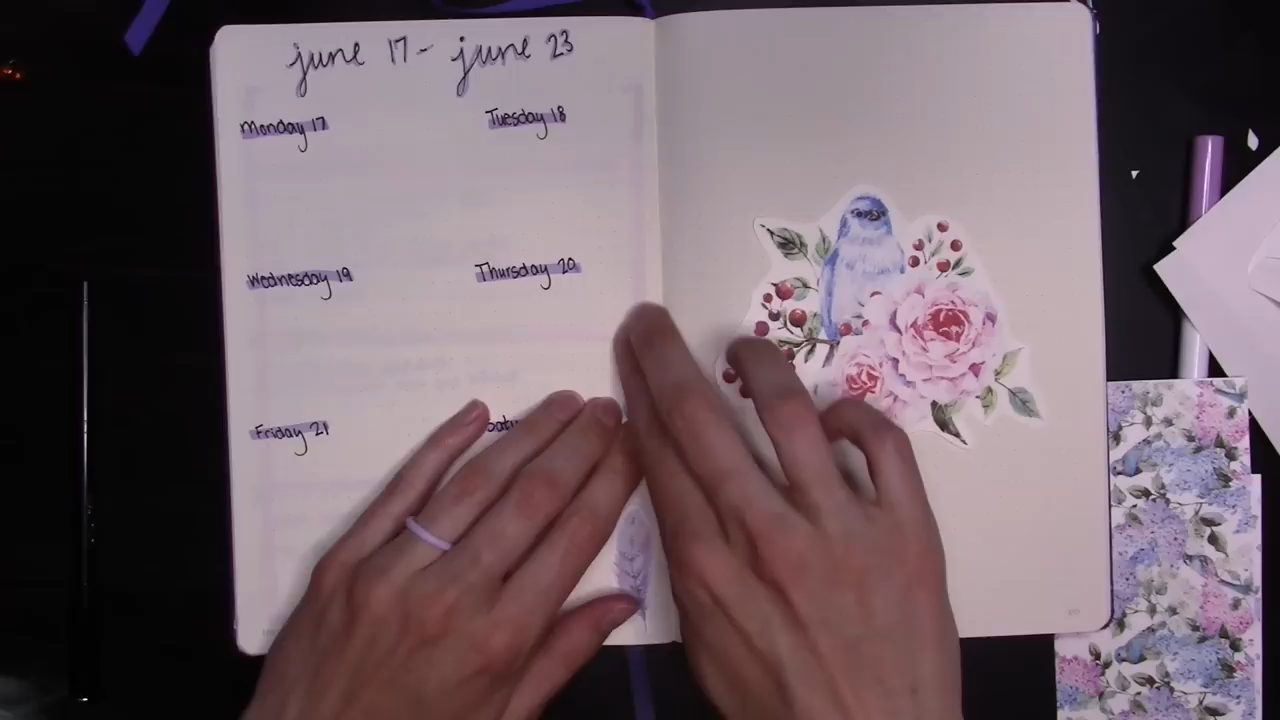 june 17 - june 23
Monday 17
Tuesday 18
Wednesday 19
Thursday 20
Friday 21